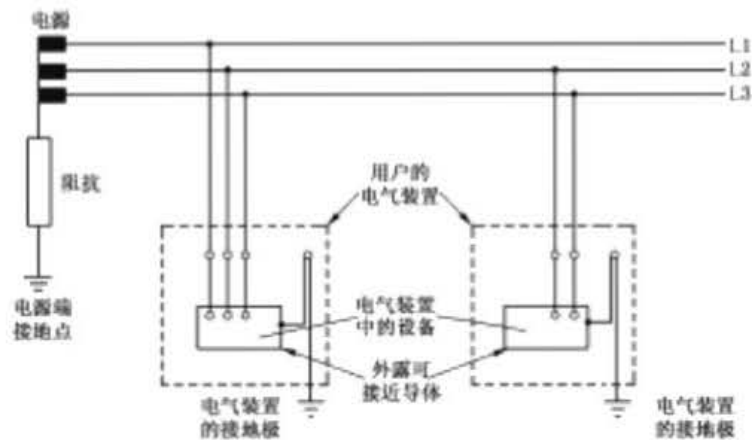 电源
L1
L2
L3
阻抗
用户的
电气装置
电源端
接地点
电气装置
中的设备
外露可
接近导体
电气装置
的接地极
电气装置
的接地极